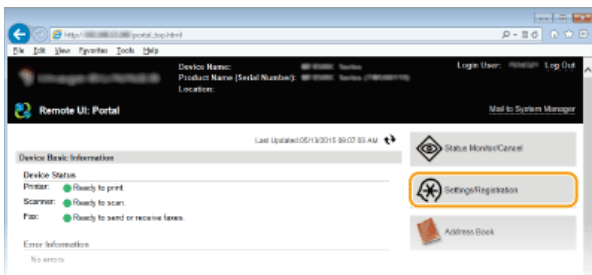 http:// portal_top.html
File Edit View Favorites Tools Help
Device Name: Series
Product Name (Serial Number): Series
Location:
Login User: Log Out
Remote UI: Portal
Mail to System Manager
Last Updated:05/13/2015 09:07:03 AM
Device Basic Information
Device Status
Printer: Ready to print.
Scanner: Ready to scan.
Fax: Ready to send or receive faxes.
Error Information
No errors.
Status Monitor/Cancel
Settings/Registration
Address Book